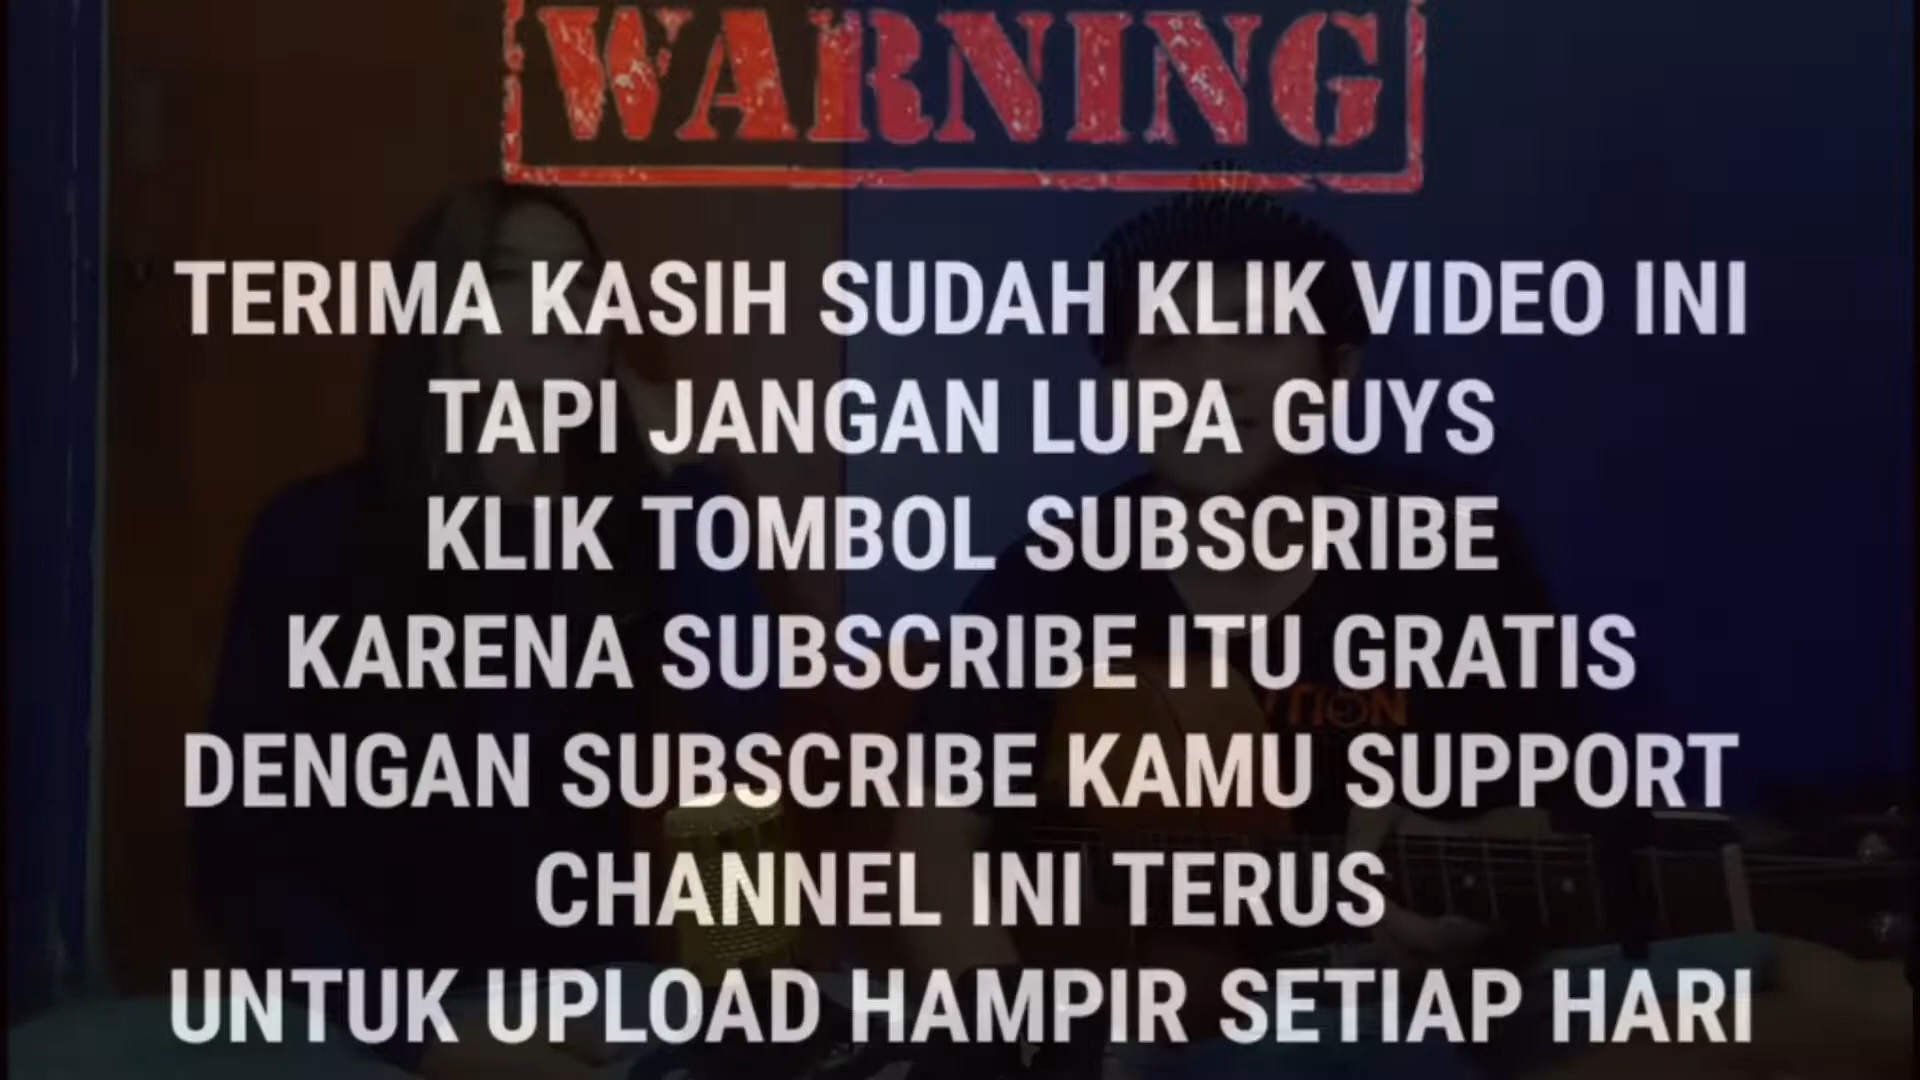 WARNING
TERIMA KASIH SUDAH KLIK VIDEO INI
TAPI JANGAN LUPA GUYS
KLIK TOMBOL SUBSCRIBE
KARENA SUBSCRIBE ITU GRATIS
DENGAN SUBSCRIBE KAMU SUPPORT
CHANNEL INI TERUS
UNTUK UPLOAD HAMPIR SETIAP HARI